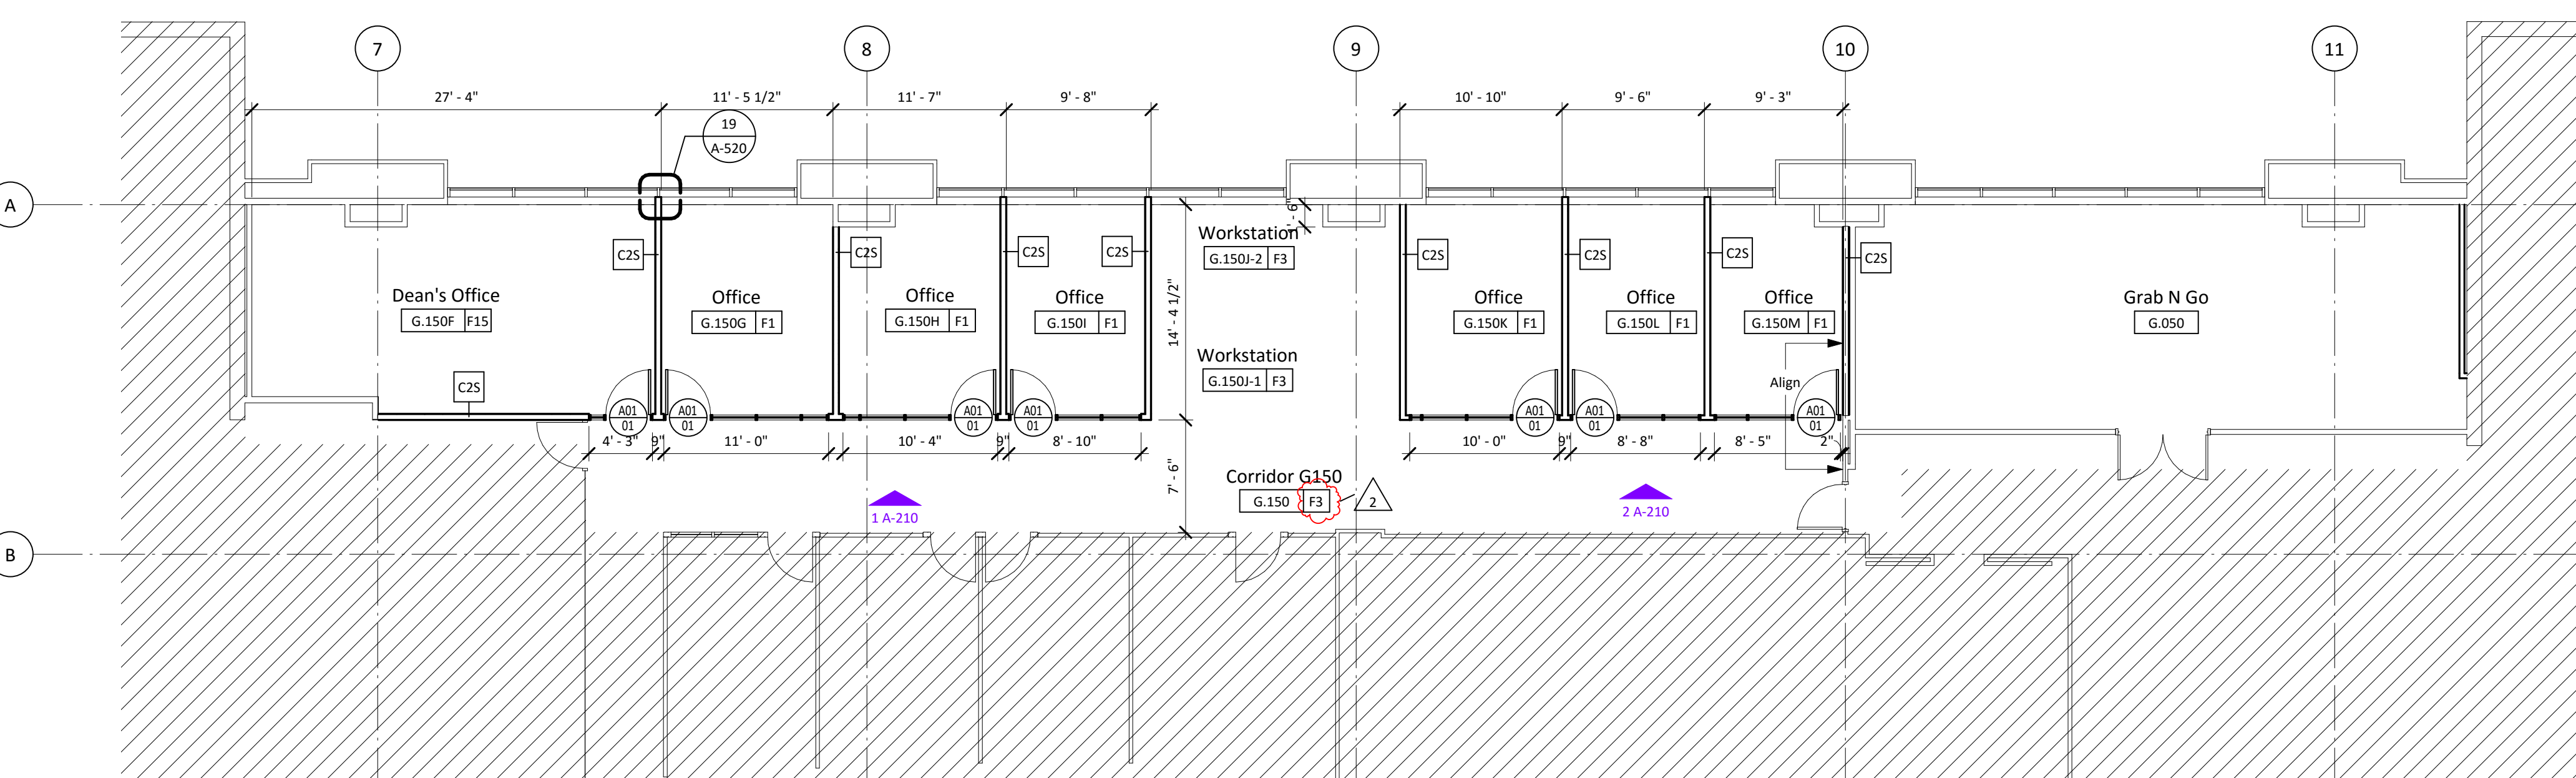 7
8
9
10
11
27' - 4"
11' - 5 1/2"
11' - 7"
9' - 8"
10' - 10"
9' - 6"
9' - 3"
19
A-520
A
1' - 6"
C2S
C2S
C2S
C2S
C2S
C2S
C2S
C2S
Workstation
G.150J-2 F3
Dean's Office
G.150F F15
Office
G.150G F1
Office
G.150H F1
Office
G.150I F1
14' - 4 1/2"
Office
G.150K F1
Office
G.150L F1
Office
G.150M F1
Grab N Go
G.050
Workstation
G.150J-1 F3
C2S
Align
A01
01
A01
01
A01
01
A01
01
A01
01
A01
01
A01
01
4' - 3"
9"
11' - 0"
10' - 4"
9"
8' - 10"
10' - 0"
9"
8' - 8"
8' - 5"
2"
7' - 6"
Corridor G150
G.150 F3
2
1 A-210
2 A-210
B